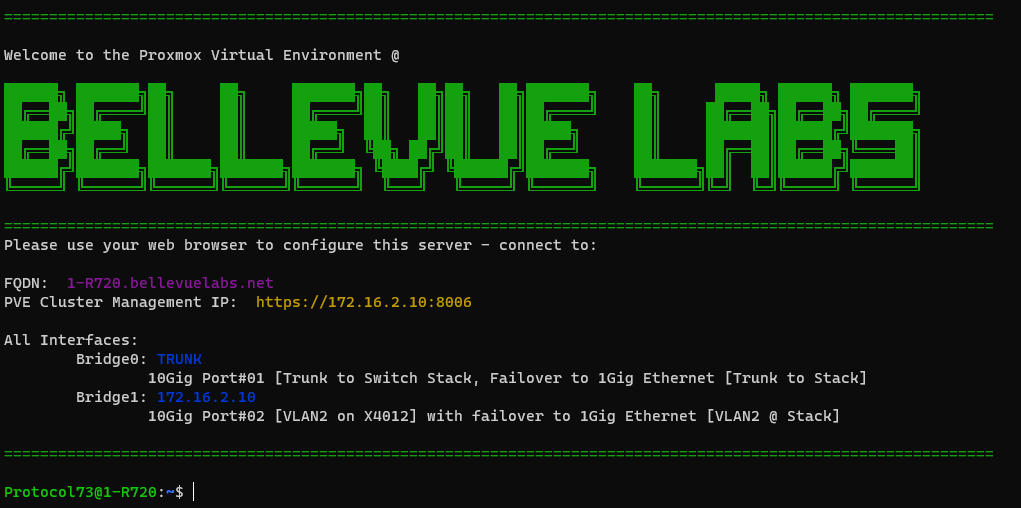 ==============================================================================================================
Welcome to the Proxmox Virtual Environment @
BELLEVUE LABS
==============================================================================================================
Please use your web browser to configure this server - connect to:
FQDN:  1-R720.bellevuelabs.net
PVE Cluster Management IP:  https://172.16.2.10:8006
All Interfaces:
        Bridge0: TRUNK
                10Gig Port#01 [Trunk to Switch Stack, Failover to 1Gig Ethernet [Trunk to Stack]
        Bridge1: 172.16.2.10
                10Gig Port#02 [VLAN2 on X4012] with failover to 1Gig Ethernet [VLAN2 @ Stack]
==============================================================================================================
Protocol73@1-R720:~$